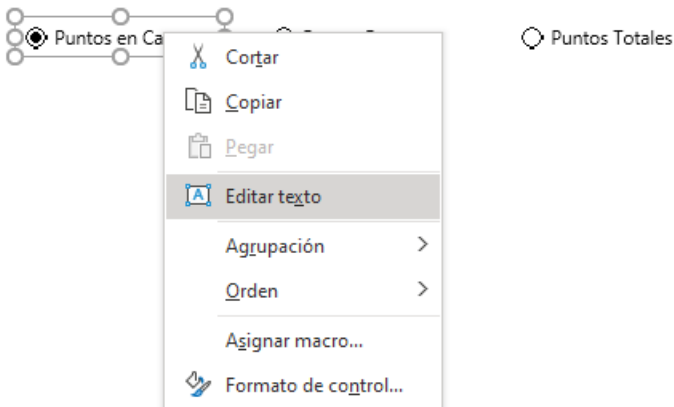 Puntos en Ca
Puntos Totales
Cortar
Copiar
Pegar
Editar texto
Agrupación
Orden
Asignar macro...
Formato de control...